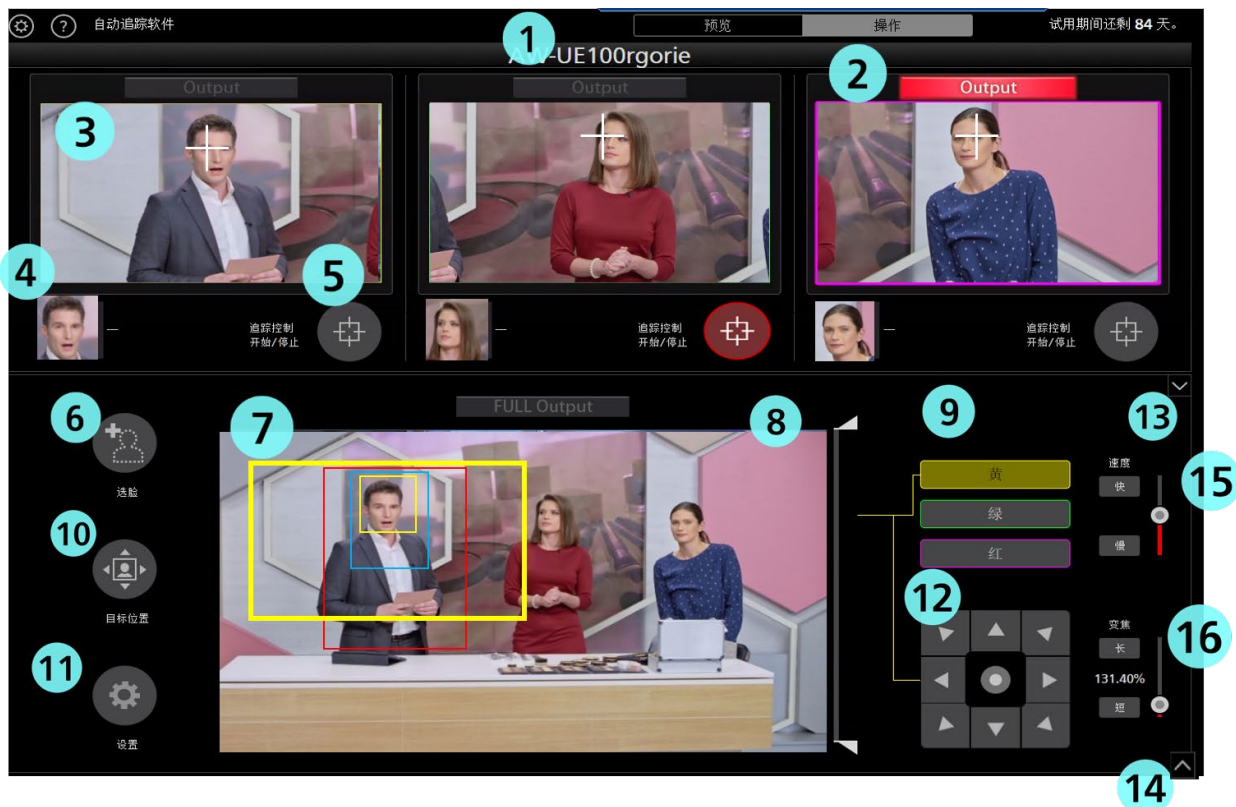 自动追踪软件
预览
操作
试用期间还剩 84 天。
1
AW-UE100rgorie
2
Output
Output
Output
3
4
5
追踪控制
开始/停止
追踪控制
开始/停止
追踪控制
开始/停止
6
选脸
7
FULL Output
8
9
13
黄
绿
红
速度
快
慢
15
10
目标位置
12
11
设置
变焦
长
131.40%
短
16
14